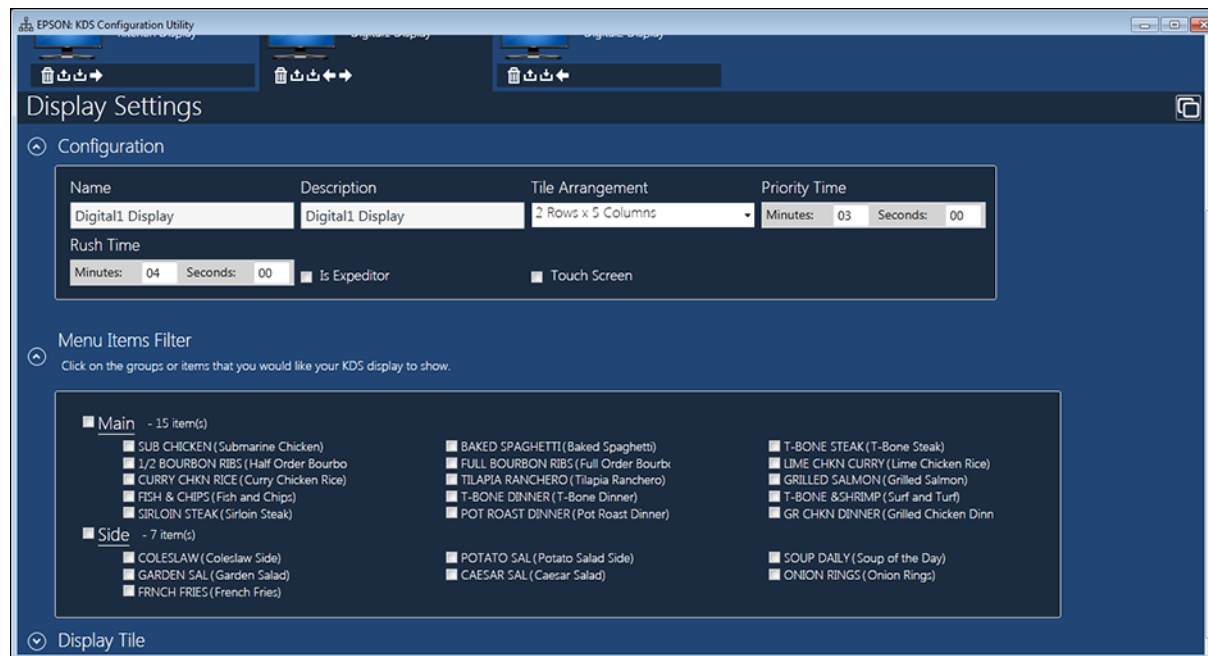 EPSON: KDS Configuration Utility
Kitchen Display
Digital1 Display
Digital2 Display
Display Settings
Configuration
Name
Description
Tile Arrangement
Priority Time
Digital1 Display
Digital1 Display
2 Rows x 5 Columns
Minutes: 03 Seconds: 00
Rush Time
Minutes: 04 Seconds: 00
Is Expeditor
Touch Screen
Menu Items Filter
Click on the groups or items that you would like your KDS display to show.
Main - 15 item(s)
SUB CHICKEN (Submarine Chicken)
BAKED SPAGHETTI (Baked Spaghetti)
T-BONE STEAK (T-Bone Steak)
1/2 BOURBON RIBS (Half Order Bourbo
FULL BOURBON RIBS (Full Order Bourbo
LIME CHKN CURRY (Lime Chicken Rice)
CURRY CHKN RICE (Curry Chicken Rice)
TILAPIA RANCHERO (Tilapia Ranchero)
GRILLED SALMON (Grilled Salmon)
FISH & CHIPS (Fish and Chips)
T-BONE DINNER (T-Bone Dinner)
T-BONE &SHRIMP (Surf and Turf)
SIRLOIN STEAK (Sirloin Steak)
POT ROAST DINNER (Pot Roast Dinner)
GR CHKN DINNER (Grilled Chicken Dinn
Side - 7 item(s)
COLESLAW (Coleslaw Side)
POTATO SAL (Potato Salad Side)
SOUP DAILY (Soup of the Day)
GARDEN SAL (Garden Salad)
CAESAR SAL (Caesar Salad)
ONION RINGS (Onion Rings)
FRNCH FRIES (French Fries)
Display Tile